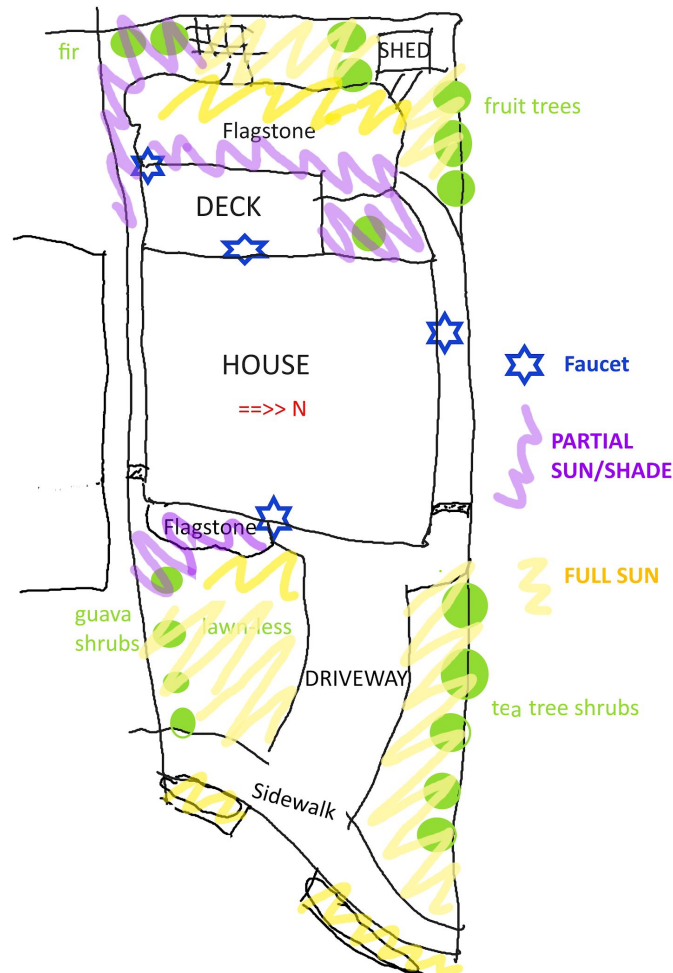 fir
SHED
fruit trees
Flagstone
DECK
HOUSE
==>> N
Faucet
PARTIAL
SUN/SHADE
Flagstone
FULL SUN
guava
shrubs
lawn-less
DRIVEWAY
tea tree shrubs
Sidewalk